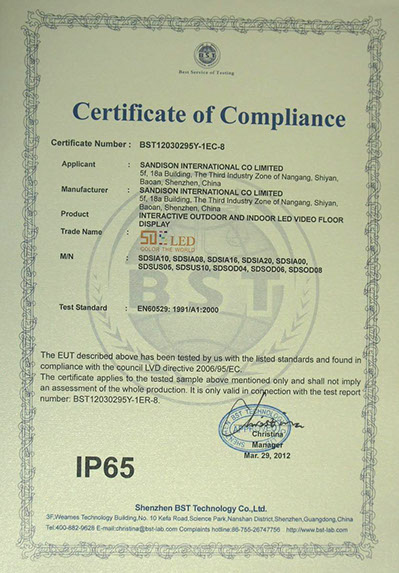 BST
Best Service of Testing
Certificate of Compliance
Certificate Number : BST12030295Y-1EC-8
Applicant : SANDISON INTERNATIONAL CO LIMITED
5f, 18a Building, The Third Industry Zone of Nangang, Shiyan,
Baoan, Shenzhen, China
Manufacturer : SANDISON INTERNATIONAL CO LIMITED
5f, 18a Building, The Third Industry Zone of Nangang, Shiyan,
Baoan, Shenzhen, China
Product : INTERACTIVE OUTDOOR AND INDOOR LED VIDEO FLOOR
DISPLAY
Trade Name : SD LED
COLOR THE WORLD
M/N : SDSIA10, SDSIA08, SDSIA16, SDSIA20, SDSIA00,
SDSUS05, SDSUS10, SDSOD04, SDSOD06, SDSOD08
BST
Test Standard : EN60529: 1991/A1:2000
The EUT described above has been tested by us with the listed standards and found in
compliance with the council LVD directive 2006/95/EC.
The certificate applies to the tested sample above mentioned only and shall not imply
an assessment of the whole production. It is only valid in connection with the test report
number: BST12030295Y-1ER-8.
Christina
Manager
Mar. 29, 2012
IP65
Shenzhen BST Technology Co.,Ltd.
3F,Wearnes Technology Building,No. 10 Kefa Road,Science Park,Nanshan District,Shenzhen,Guangdong,China
Tel:400-882-9628 E-mail:christina@bst-lab.com Complaints hotline:86-755-26747756 http://www.bst-lab.com